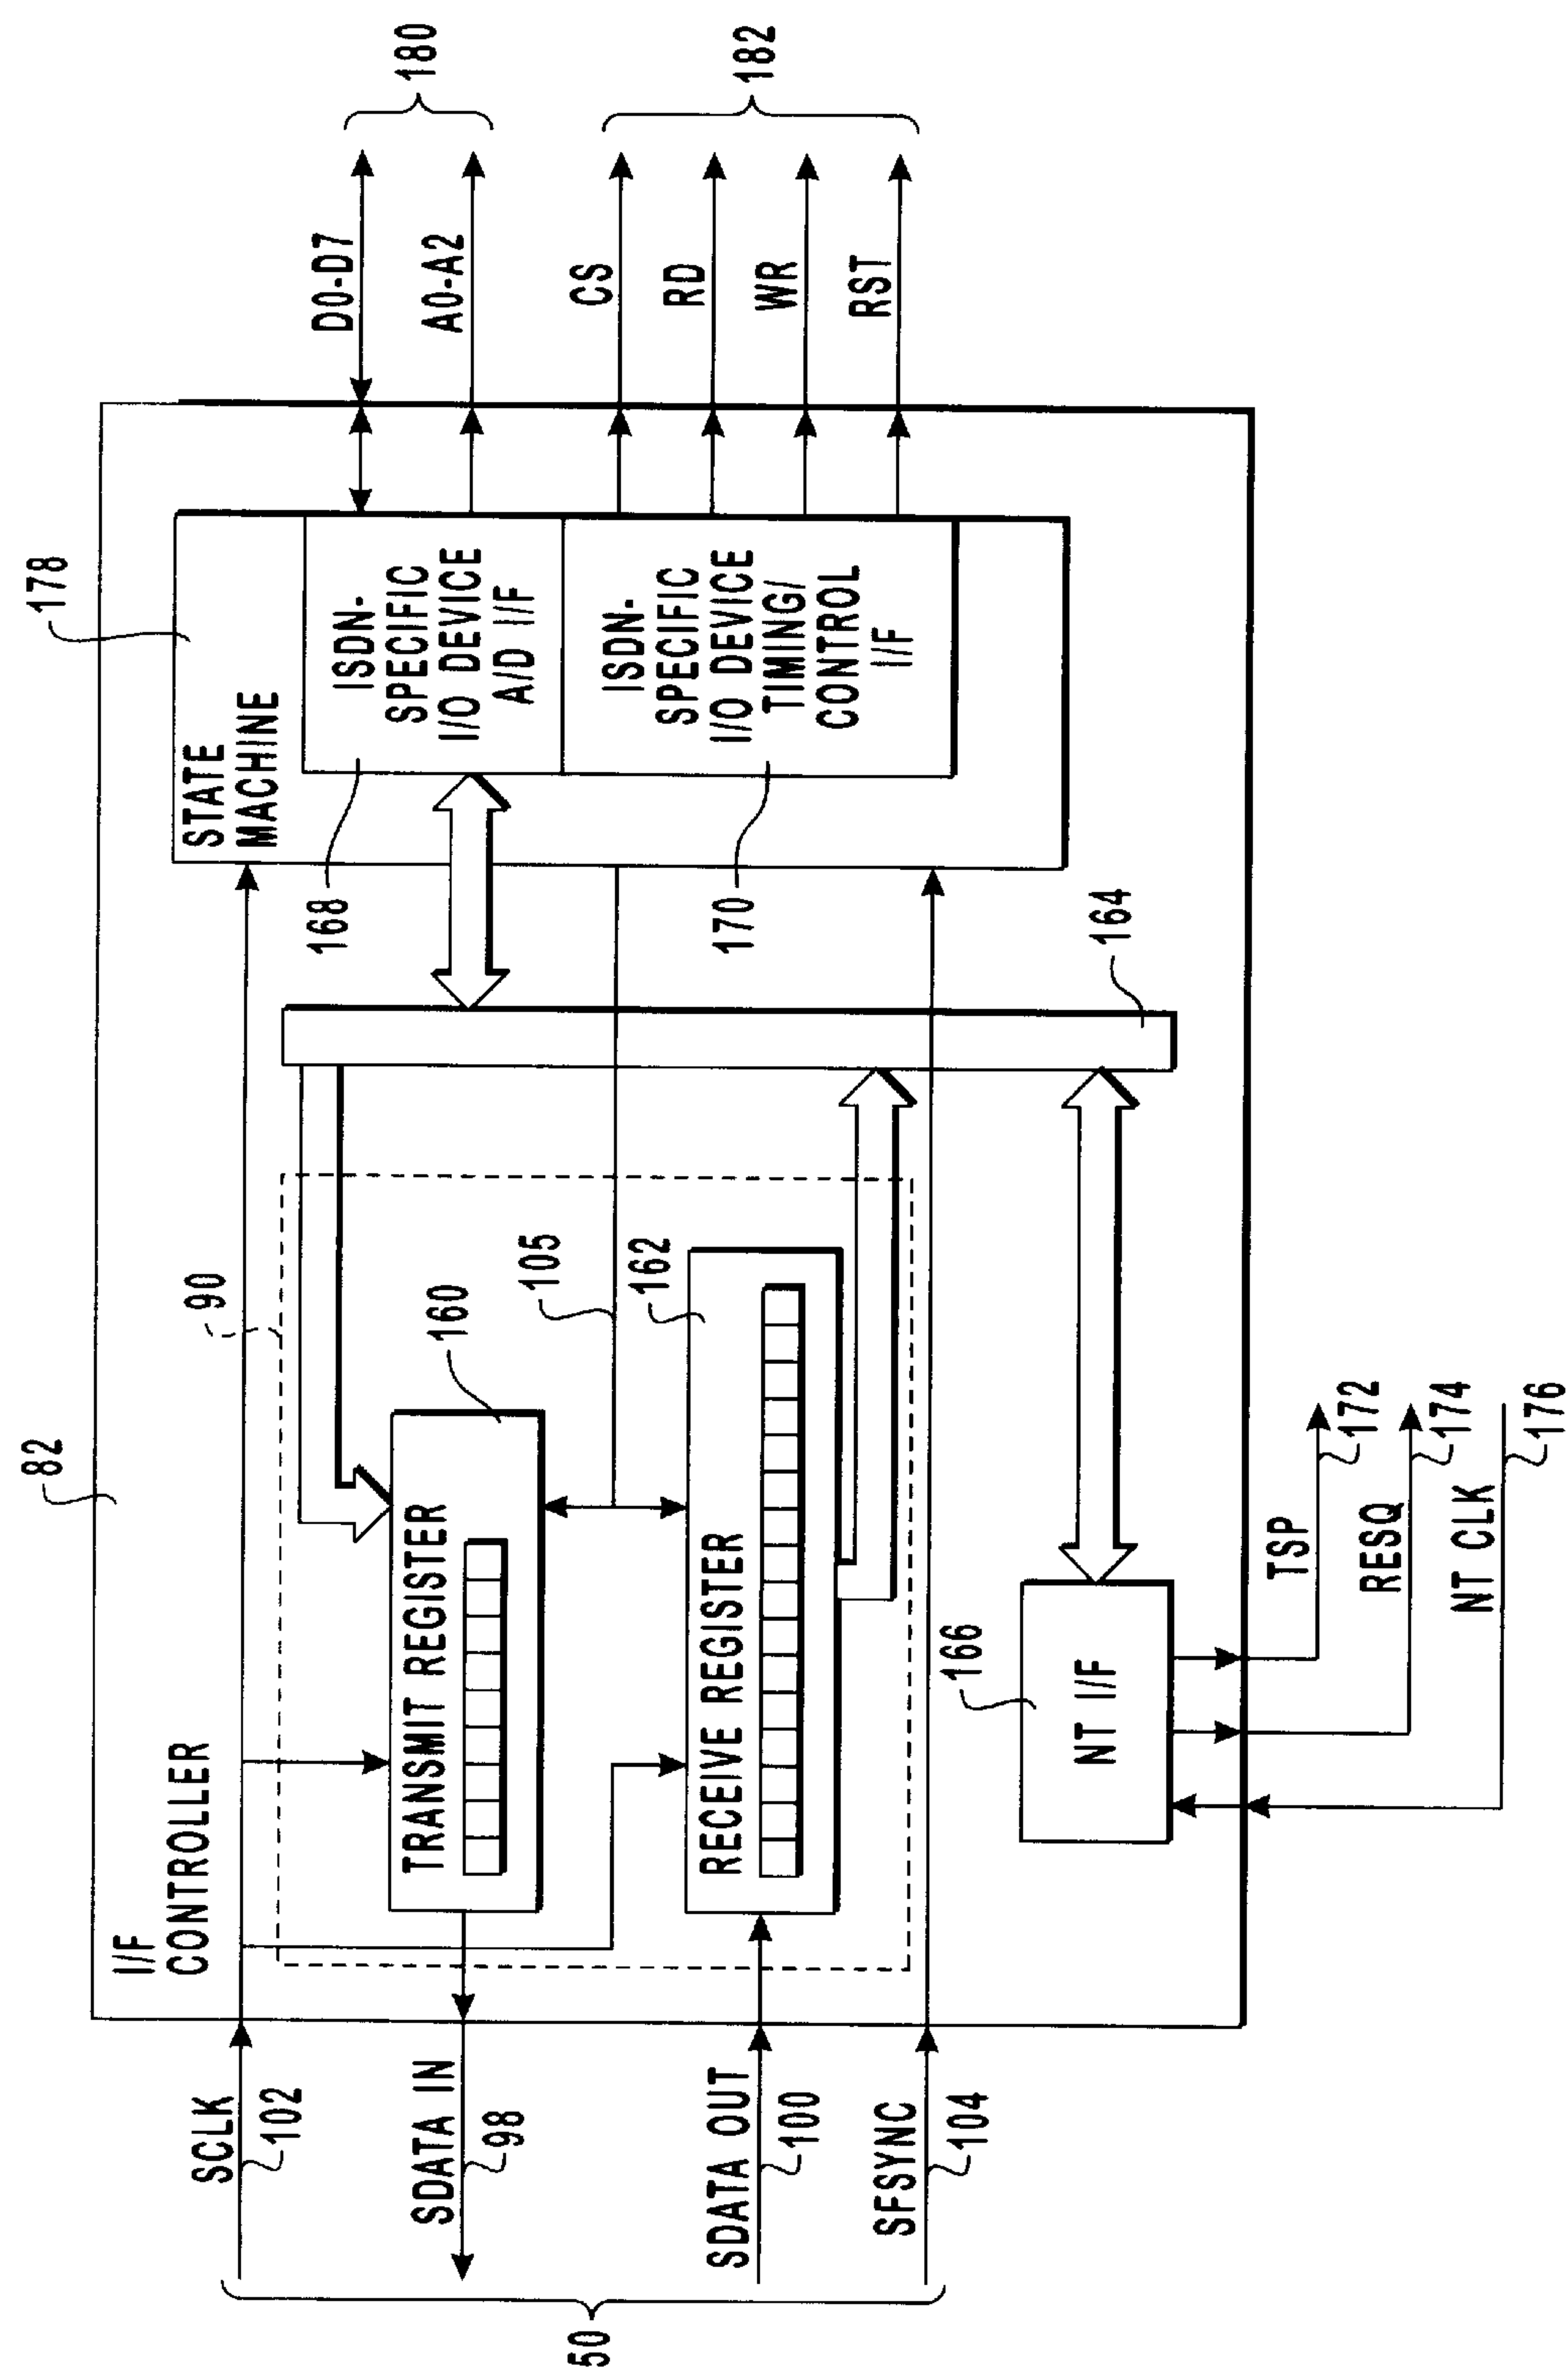 82
I/F
CONTROLLER
90
SCLK
102
SDATA IN
98
SDATA OUT
100
SFSYNC
104
50
TRANSMIT REGISTER
160
105
RECEIVE REGISTER
162
164
NT I/F
166
TSP
172
RESQ
174
NT CLK
176
STATE
MACHINE
178
ISDN-
SPECIFIC
I/O DEVICE
A/D I/F
168
ISDN-
SPECIFIC
I/O DEVICE
TIMING/
CONTROL
I/F
170
D0-D7
A0-A2
180
CS
RD
WR
RST
182